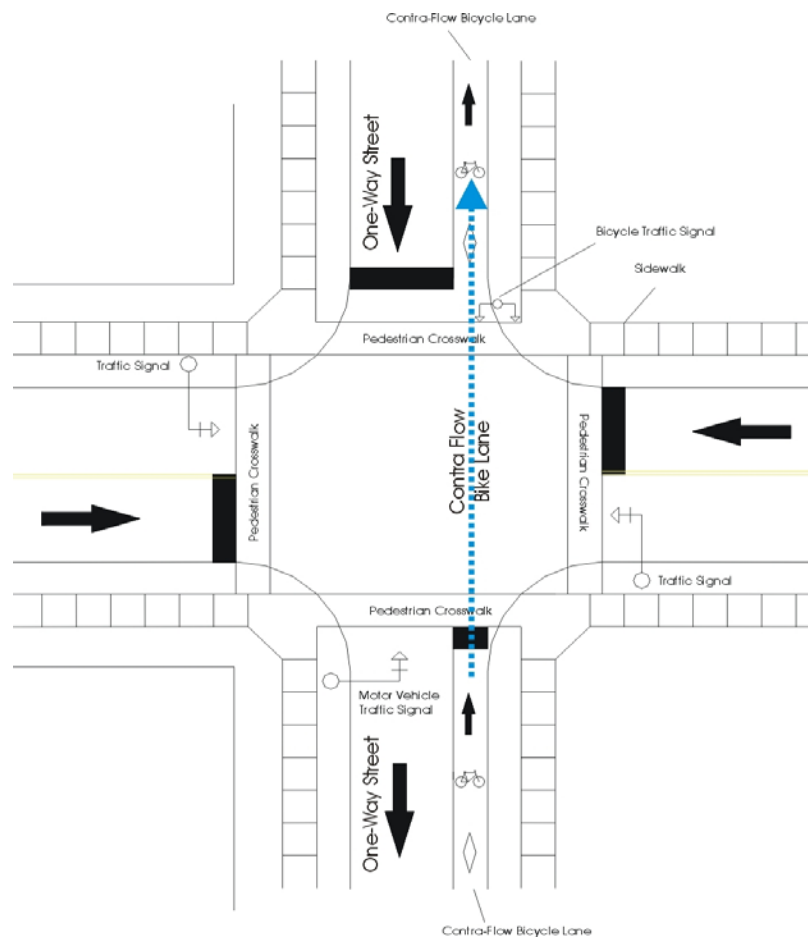 Contra-Flow Bicycle Lane
One-Way Street
Bicycle Traffic Signal
Sidewalk
Pedestrian Crosswalk
Traffic Signal
Pedestrian Crosswalk
Contra Flow
Bike Lane
Pedestrian Crosswalk
Traffic Signal
Pedestrian Crosswalk
Motor Vehicle
Traffic Signal
One-Way Street
Contra-Flow Bicycle Lane